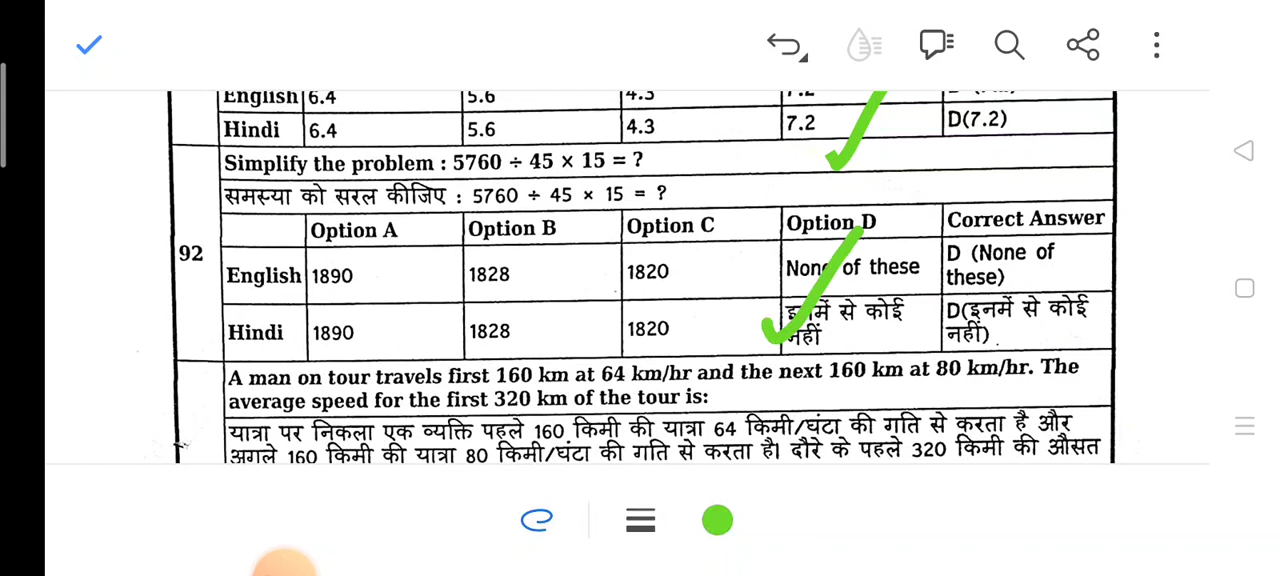 English 6.4 5.6 4.3 7.2
Hindi 6.4 5.6 4.3 7.2 D(7.2)
Simplify the problem : 5760 ÷ 45 × 15 = ?
समस्या को सरल कीजिए : 5760 ÷ 45 × 15 = ?
Option A Option B Option C Option D Correct Answer
92
English 1890 1828 1820 None of these D (None of
these)
Hindi 1890 1828 1820 इनमें से कोई D(इनमें से कोई
नहीं नहीं)
A man on tour travels first 160 km at 64 km/hr and the next 160 km at 80 km/hr. The
average speed for the first 320 km of the tour is:
यात्रा पर निकला एक व्यक्ति पहले 160 किमी की यात्रा 64 किमी/घंटा की गति से करता है और
अगले 160 किमी की यात्रा 80 किमी/घंटा की गति से करता है। दौरे के पहले 320 किमी की औसत